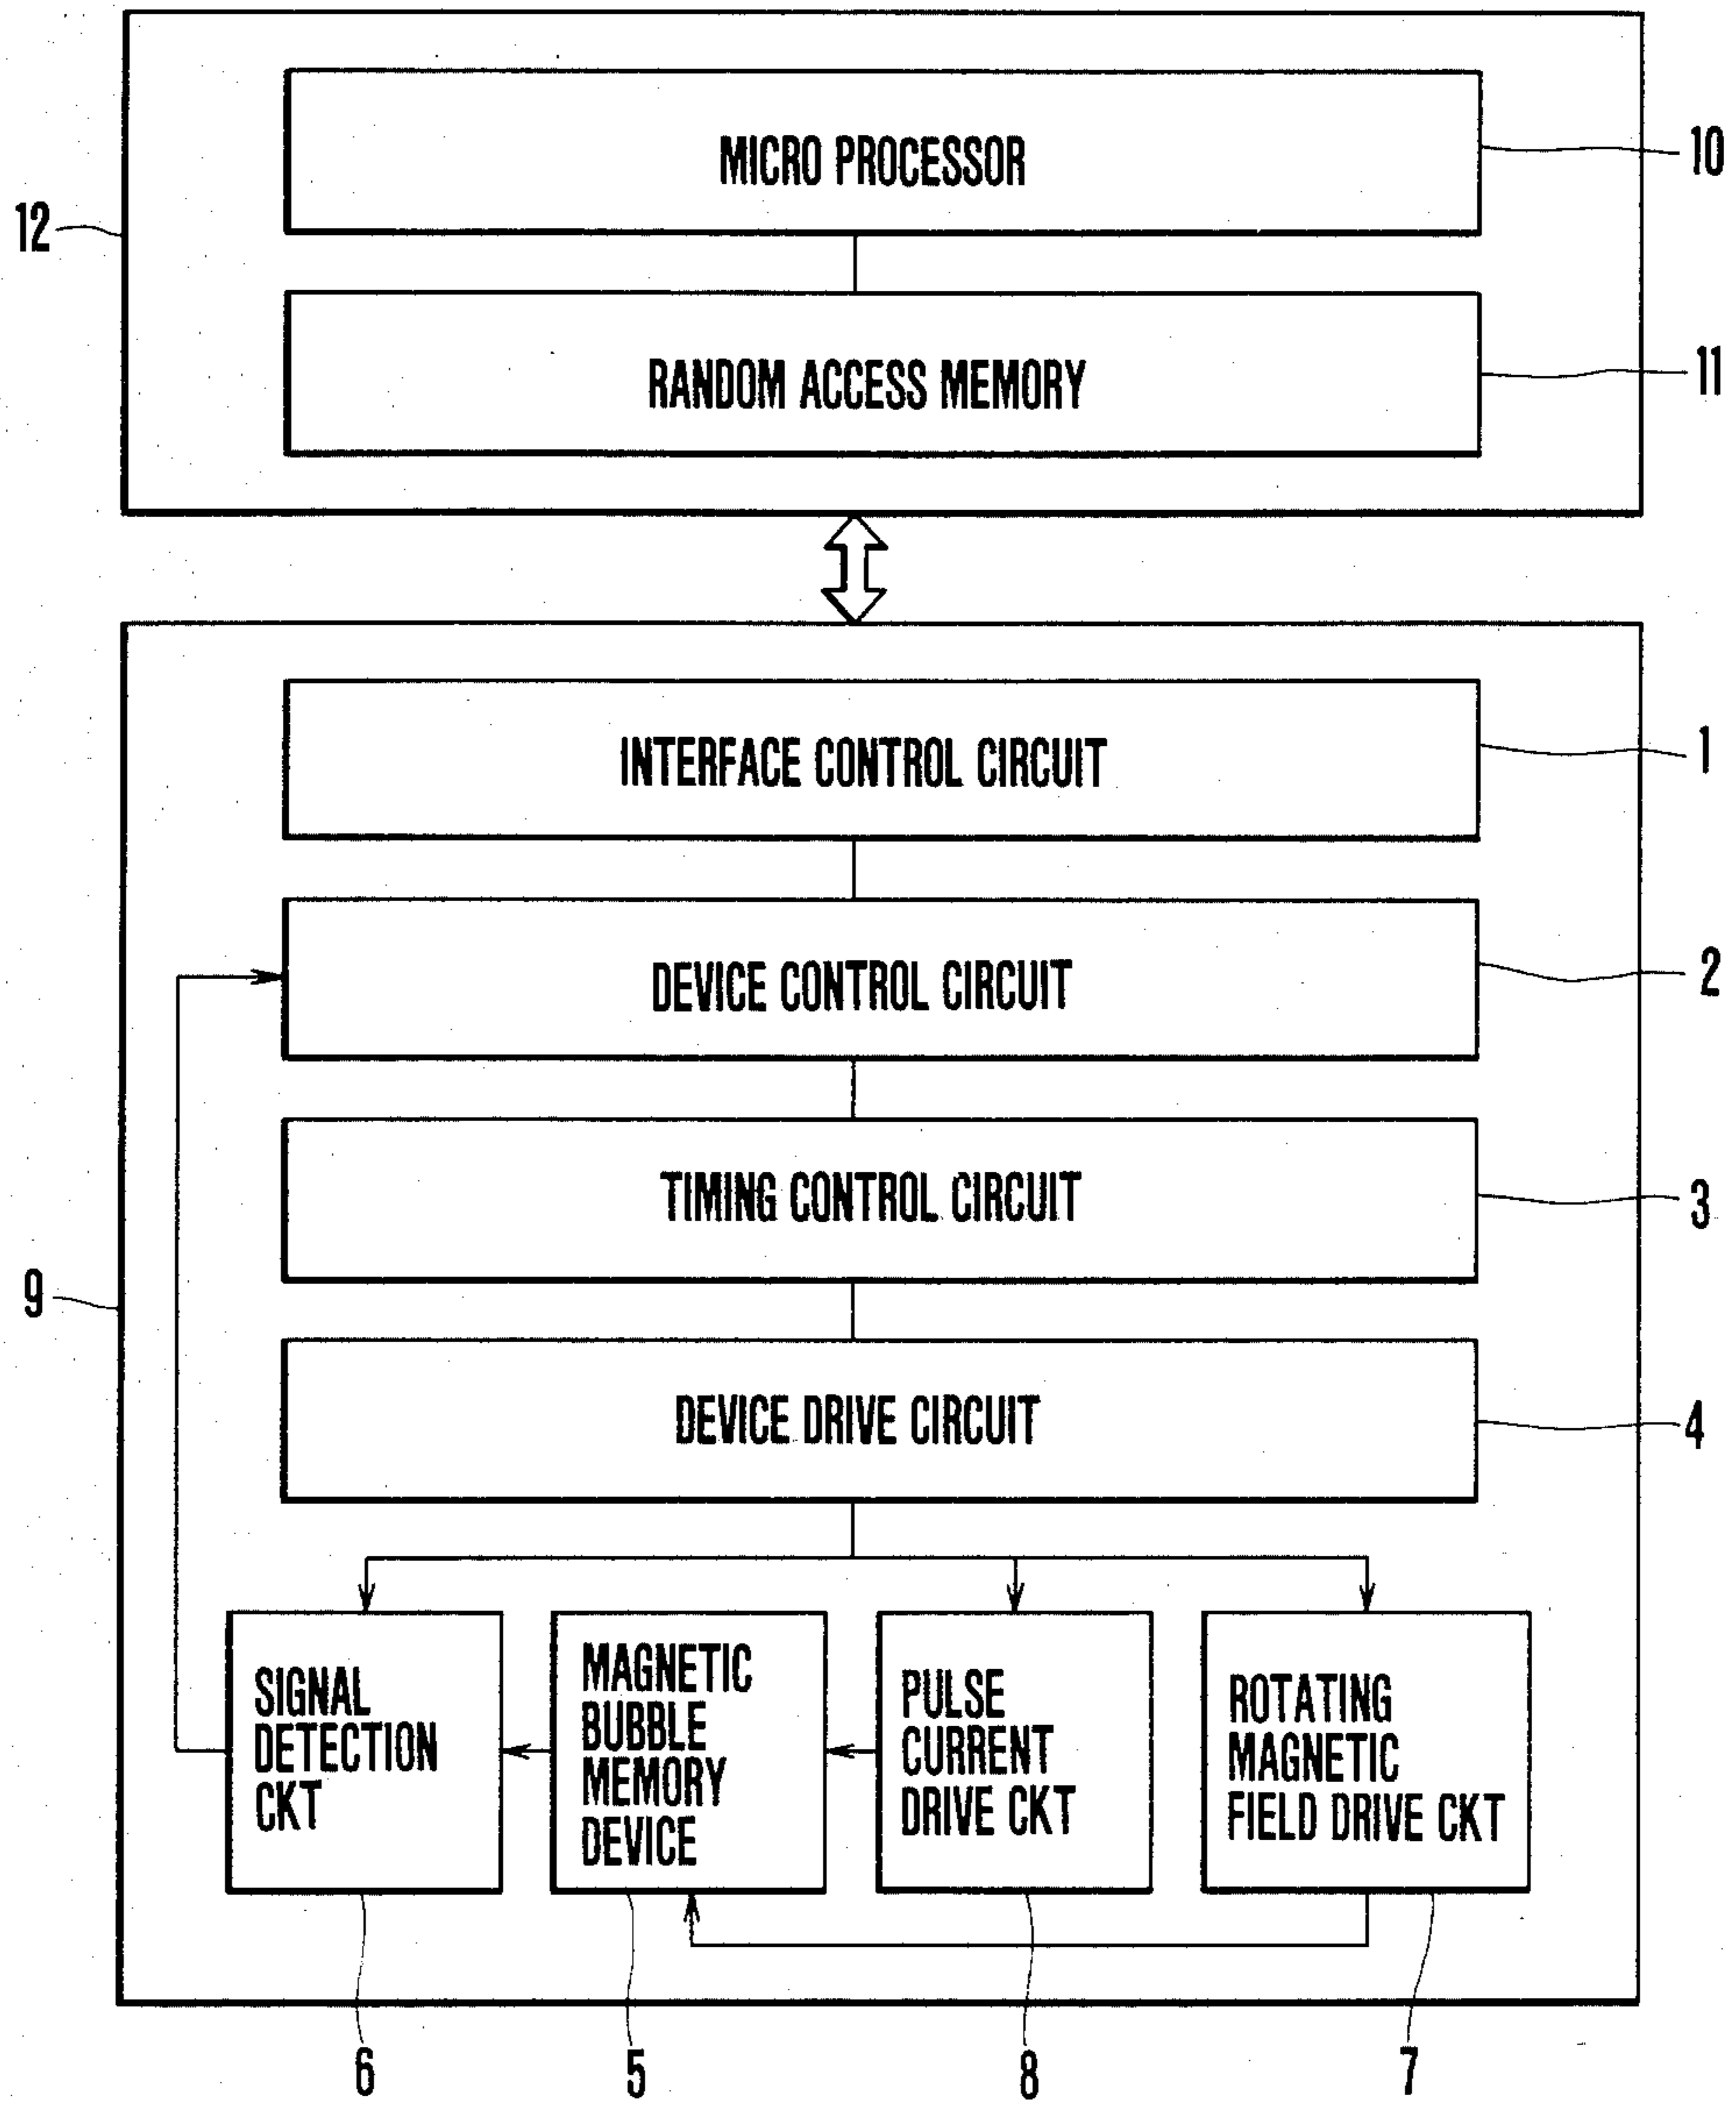 MICRO PROCESSOR
10
12
RANDOM ACCESS MEMORY
11
INTERFACE CONTROL CIRCUIT
1
DEVICE CONTROL CIRCUIT
2
TIMING CONTROL CIRCUIT
3
9
DEVICE DRIVE CIRCUIT
4
SIGNAL
DETECTION
CKT
MAGNETIC
BUBBLE
MEMORY
DEVICE
PULSE
CURRENT
DRIVE CKT
ROTATING
MAGNETIC
FIELD DRIVE CKT
6
5
8
7